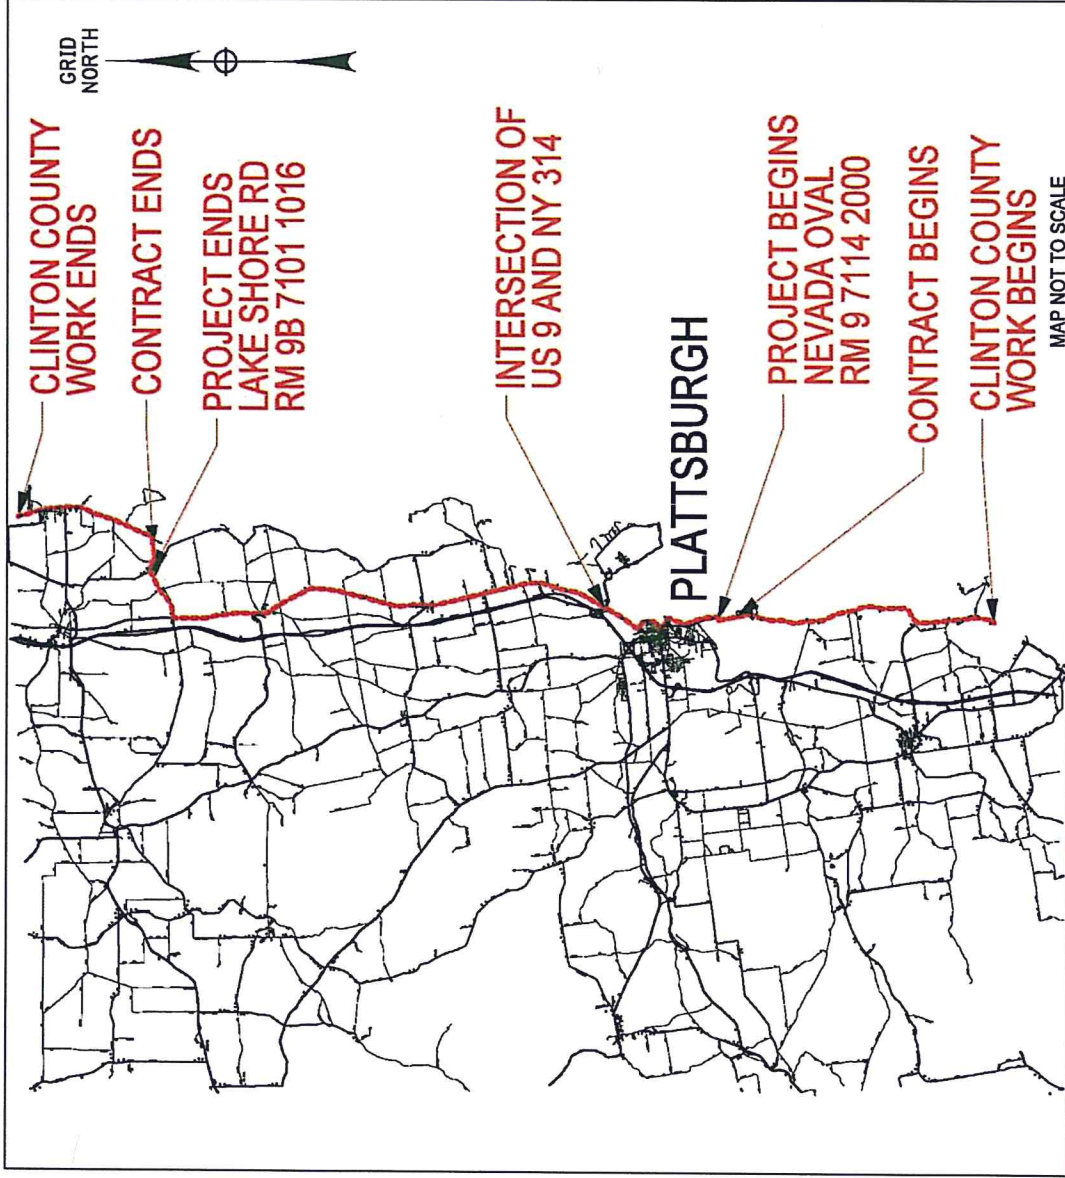 GRID
NORTH
CLINTON COUNTY
WORK ENDS
CONTRACT ENDS
PROJECT ENDS
LAKE SHORE RD
RM 9B 7101 1016
INTERSECTION OF
US 9 AND NY 314
PLATTSBURGH
PROJECT BEGINS
NEVADA OVAL
RM 9 7114 2000
CONTRACT BEGINS
CLINTON COUNTY
WORK BEGINS
MAP NOT TO SCALE